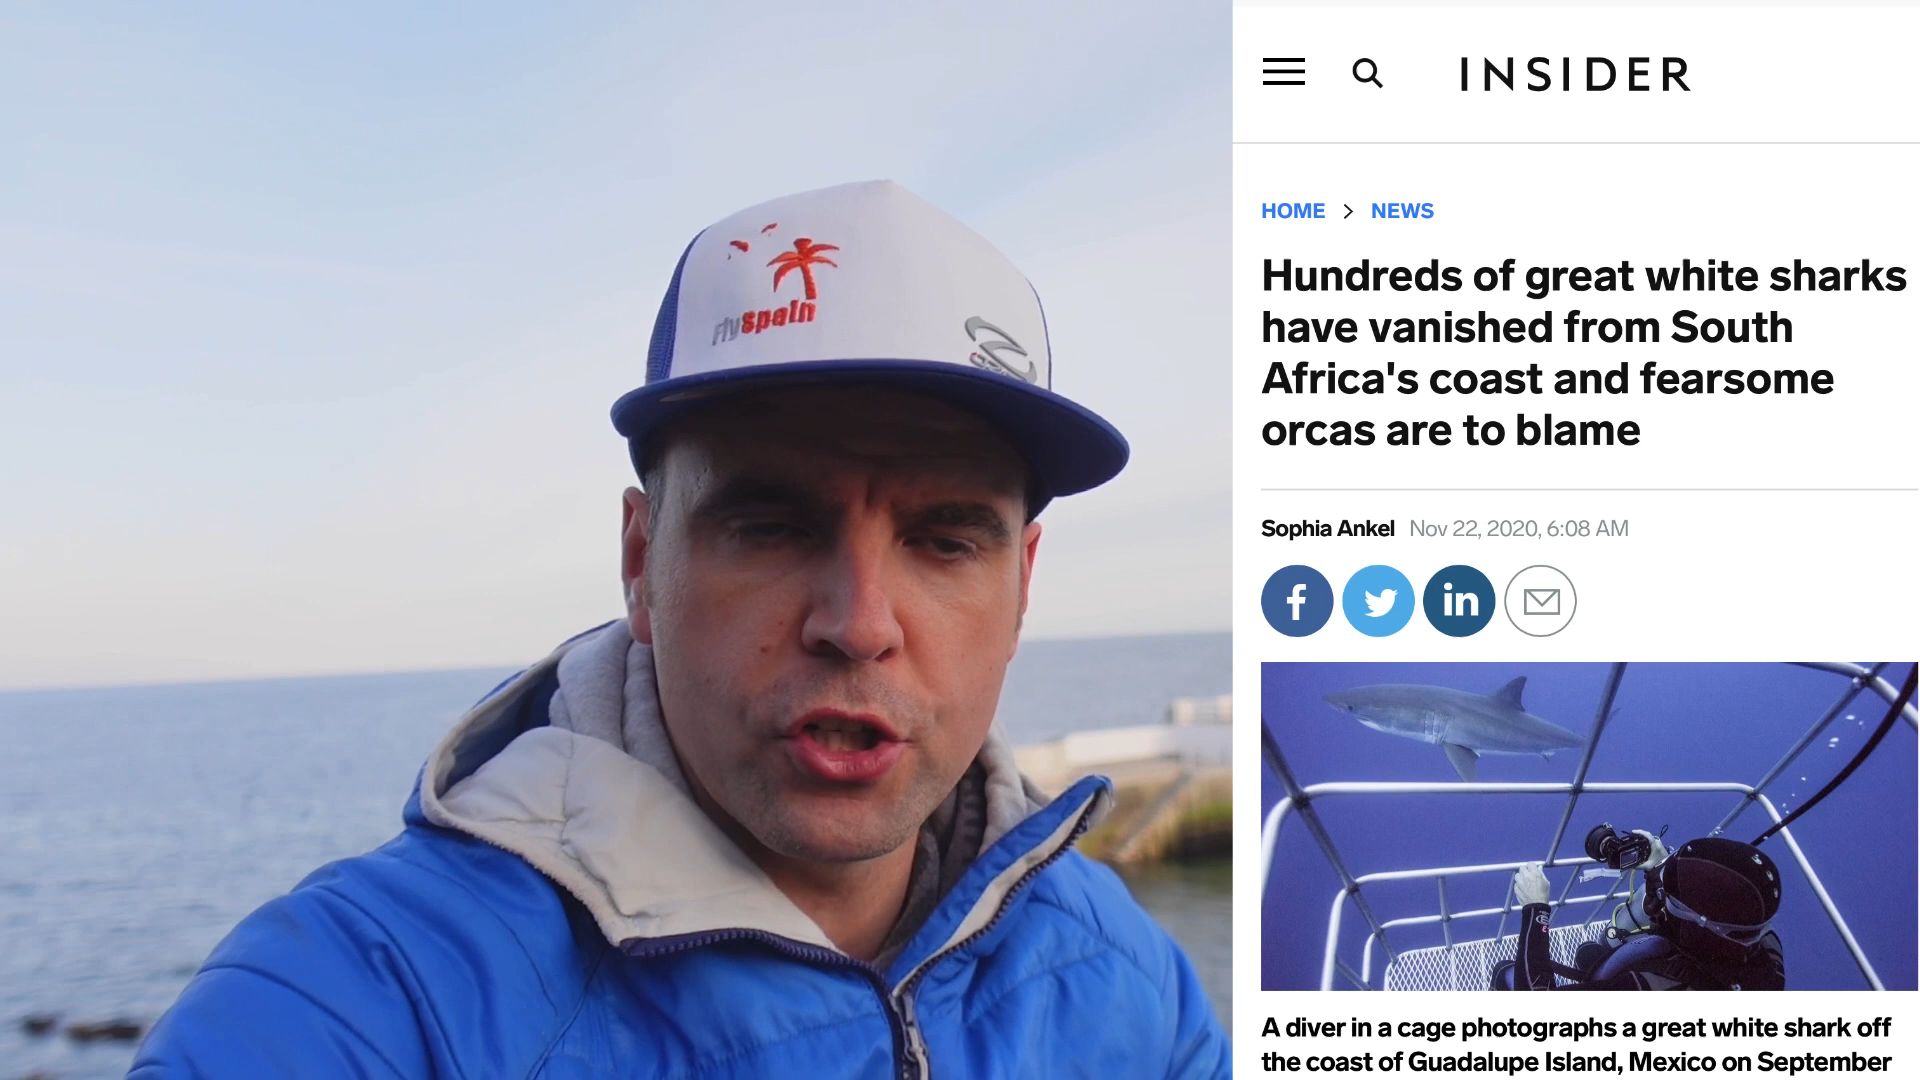 flyspain
INSIDER
HOME > NEWS
Hundreds of great white sharks
have vanished from South
Africa's coast and fearsome
orcas are to blame
Sophia Ankel Nov 22, 2020, 6:08 AM
f in
A diver in a cage photographs a great white shark off
the coast of Guadalupe Island, Mexico on September